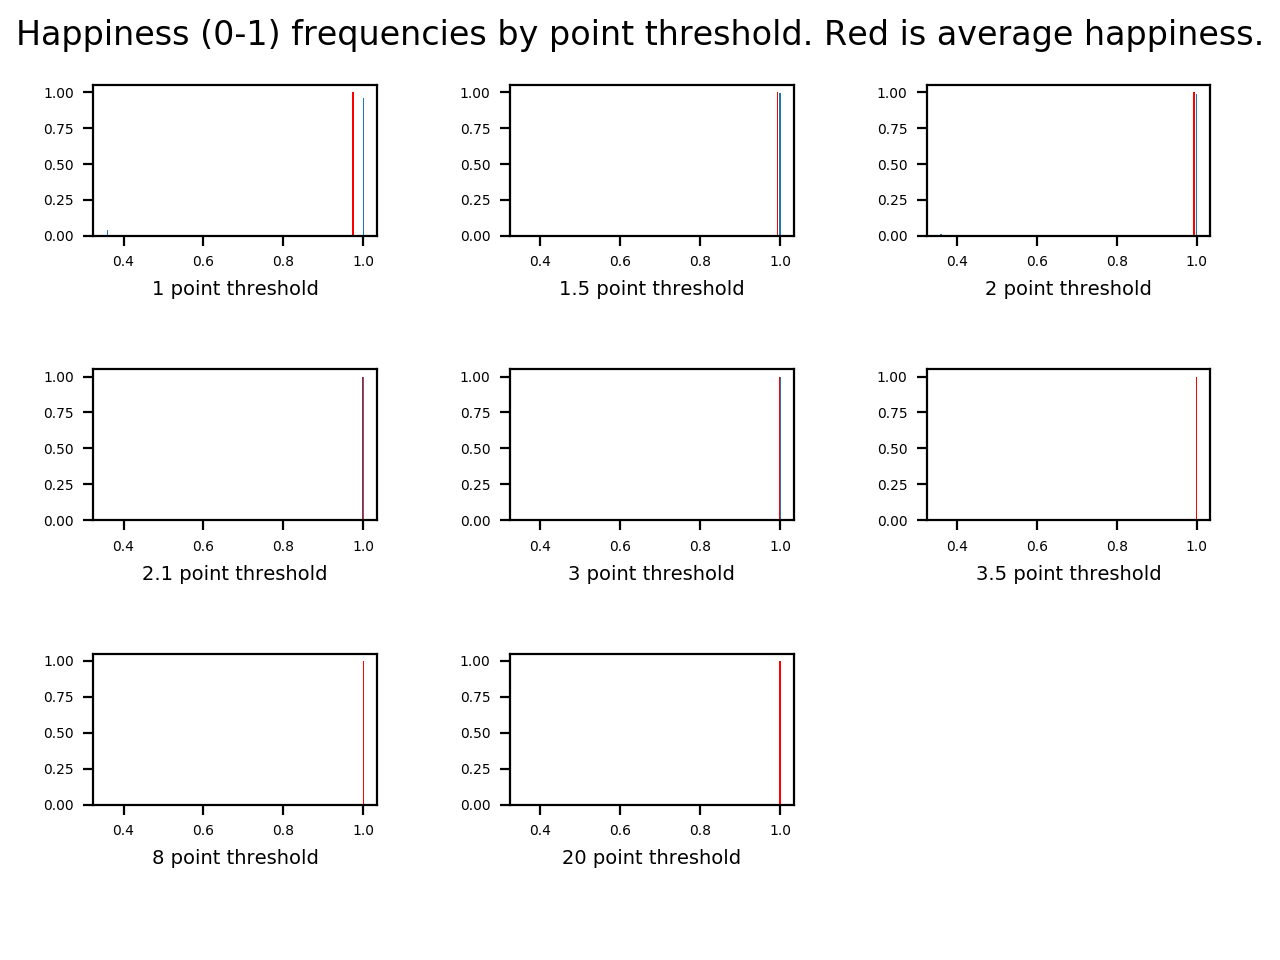 Happiness (0-1) frequencies by point threshold. Red is average happiness.
1.00 1.00 1.00
0.75 0.75 0.75
0.50 0.50 0.50
0.25 0.25 0.25
0.00 0.00 0.00
0.4 0.6 0.8 1.0 0.4 0.6 0.8 1.0 0.4 0.6 0.8 1.0
1 point threshold 1.5 point threshold 2 point threshold
1.00 1.00 1.00
0.75 0.75 0.75
0.50 0.50 0.50
0.25 0.25 0.25
0.00 0.00 0.00
0.4 0.6 0.8 1.0 0.4 0.6 0.8 1.0 0.4 0.6 0.8 1.0
2.1 point threshold 3 point threshold 3.5 point threshold
1.00 1.00
0.75 0.75
0.50 0.50
0.25 0.25
0.00 0.00
0.4 0.6 0.8 1.0 0.4 0.6 0.8 1.0
8 point threshold 20 point threshold